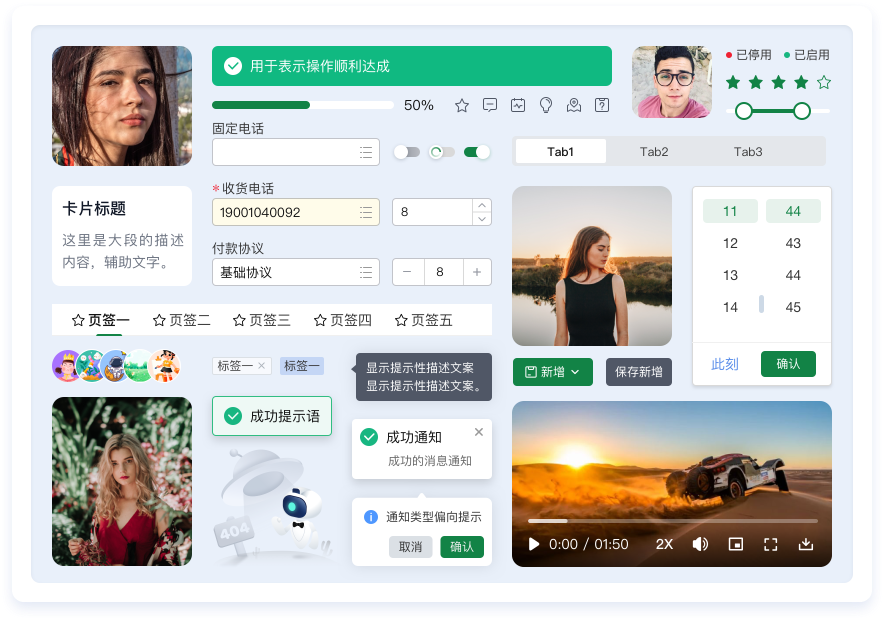 用于表示操作顺利达成
已停用
已启用
50%
固定电话
Tab1
Tab2
Tab3
*收货电话
19001040092
8
卡片标题
这里是大段的描述
内容，辅助文字。
付款协议
基础协议
8
11
44
12
43
13
44
14
45
此刻
确认
页签一
页签二
页签三
页签四
页签五
标签一
标签一
显示提示性描述文案
显示提示性描述文案。
新增
保存新增
成功提示语
成功通知
成功的消息通知
404
通知类型偏向提示
取消
确认
0:00 / 01:50
2X